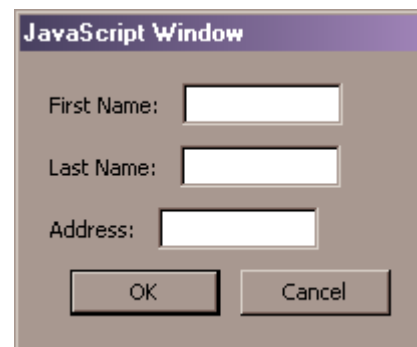 JavaScript Window
First Name:
Last Name:
Address:
OK Cancel